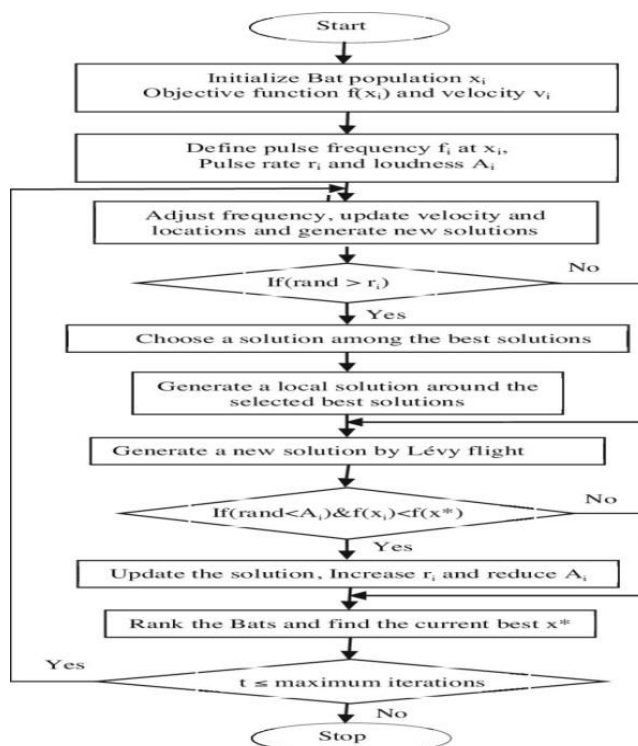 Start
Initialize Bat population xᵢ
Objective function f(xᵢ) and velocity vᵢ
Define pulse frequency fᵢ at xᵢ,
Pulse rate rᵢ and loudness Aᵢ
Adjust frequency, update velocity and
locations and generate new solutions
If(rand > rᵢ)
No
Yes
Choose a solution among the best solutions
Generate a local solution around the
selected best solutions
Generate a new solution by Lévy flight
If(rand<Aᵢ)&f(xᵢ)<f(x*)
No
Yes
Update the solution, Increase rᵢ and reduce Aᵢ
Rank the Bats and find the current best x*
Yes
t ≤ maximum iterations
No
Stop